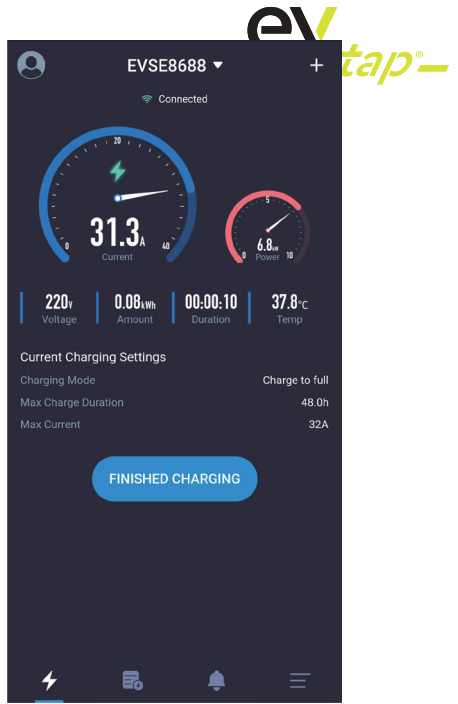 ev
tap®
EVSE8688 ▼ +
Connected
20
0
40
31.3A
Current
5
0
10
6.8kW
Power
220V 0.08kWh 00:00:10 37.8°C
Voltage Amount Duration Temp
Current Charging Settings
Charging Mode Charge to full
Max Charge Duration 48.0h
Max Current 32A
FINISHED CHARGING